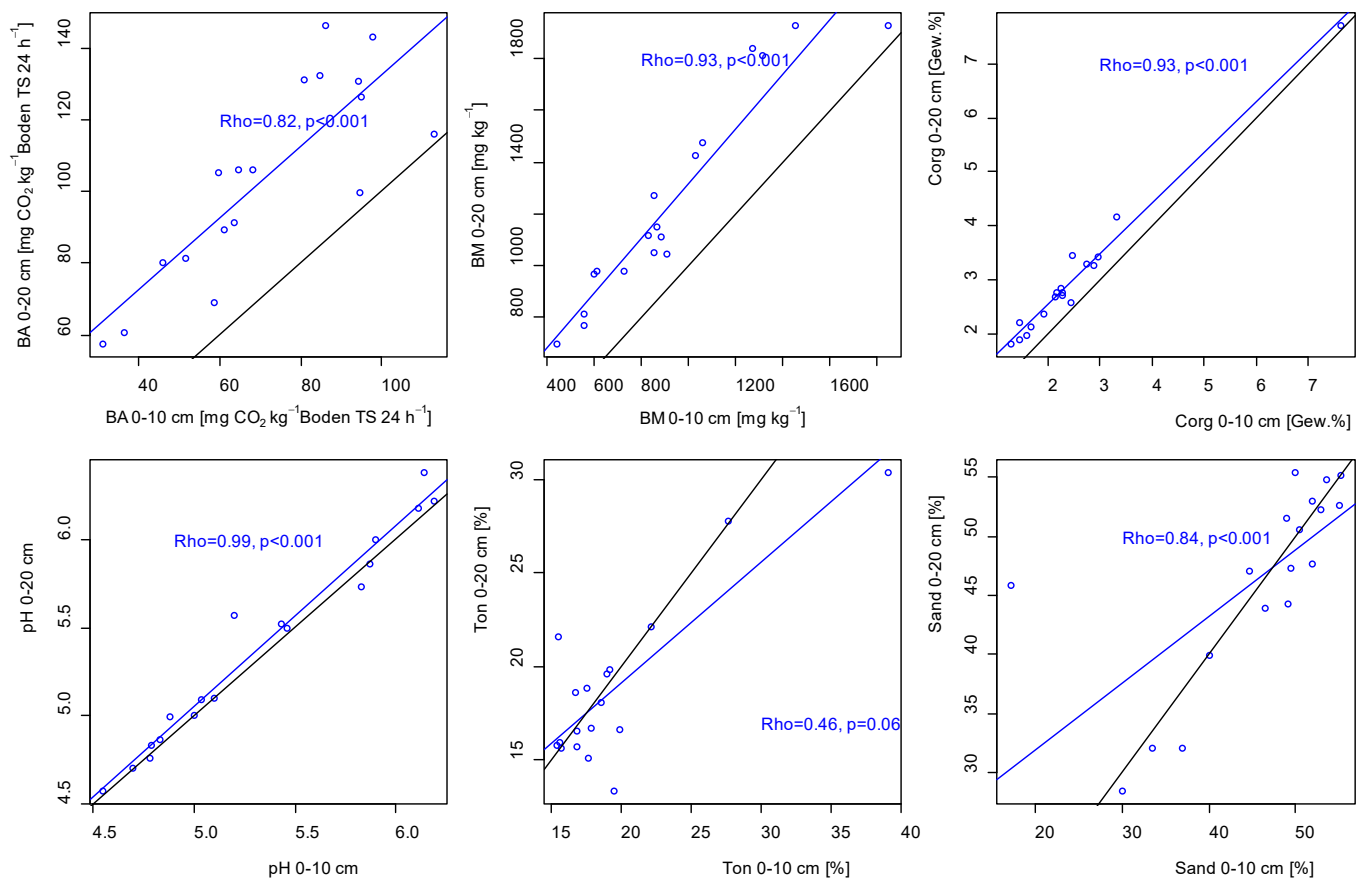 BA 0-20 cm [mg CO₂ kg⁻¹Boden TS 24 h⁻¹]
60 80 100 120 140
Rho=0.82, p<0.001
40 60 80 100
BA 0-10 cm [mg CO₂ kg⁻¹Boden TS 24 h⁻¹]
BM 0-20 cm [mg kg⁻¹]
800 1000 1400 1800
Rho=0.93, p<0.001
400 600 800 1200 1600
BM 0-10 cm [mg kg⁻¹]
Corg 0-20 cm [Gew.%]
2 3 4 5 6 7
Rho=0.93, p<0.001
2 3 4 5 6 7
Corg 0-10 cm [Gew.%]
pH 0-20 cm
4.5 5.0 5.5 6.0
Rho=0.99, p<0.001
4.5 5.0 5.5 6.0
pH 0-10 cm
Ton 0-20 cm [%]
15 20 25 30
Rho=0.46, p=0.06
15 20 25 30 35 40
Ton 0-10 cm [%]
Sand 0-20 cm [%]
30 35 40 45 50 55
Rho=0.84, p<0.001
20 30 40 50
Sand 0-10 cm [%]